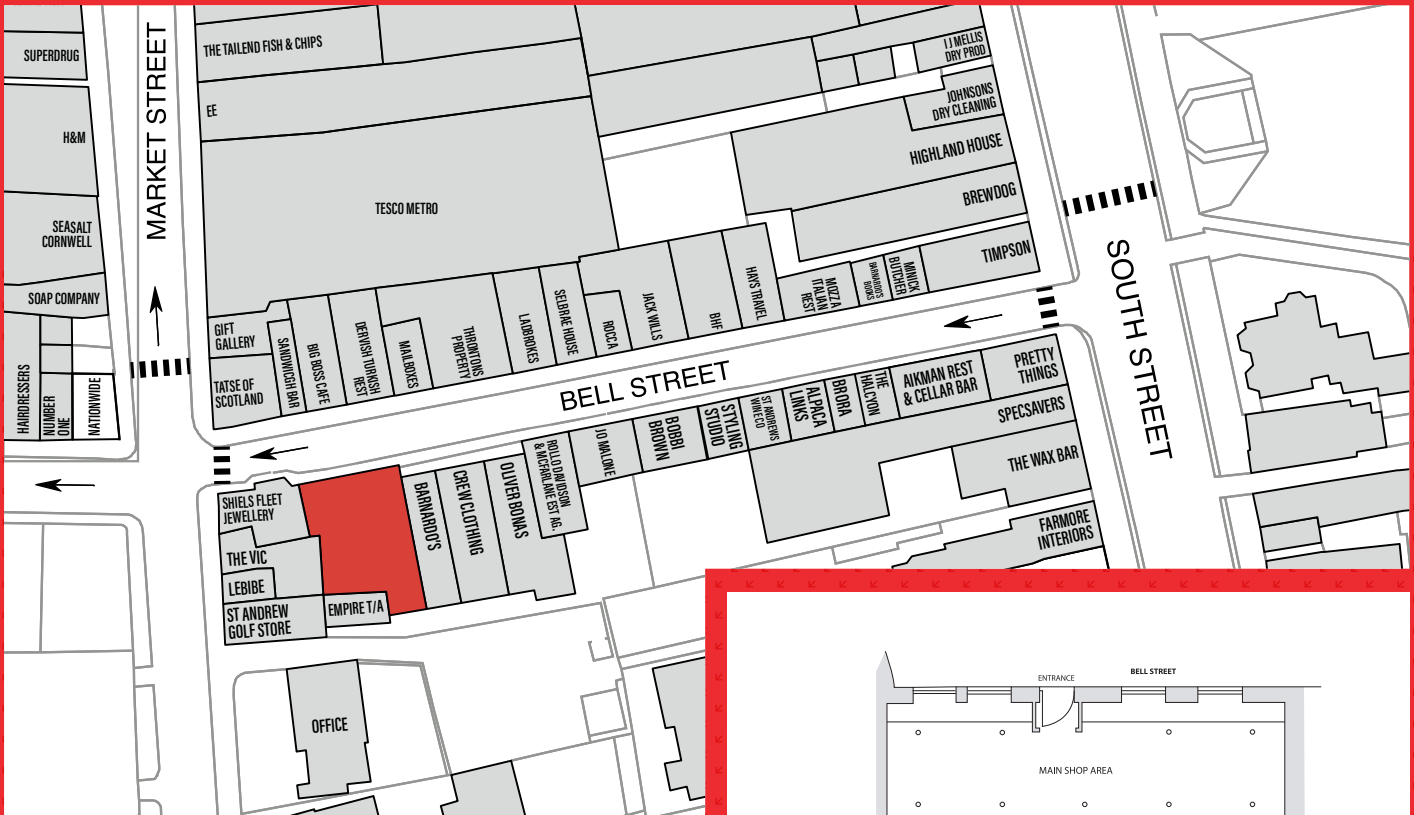 SUPERDRUG
H&M
SEASALT
CORNWELL
SOAP COMPANY
HAIRDRESSERS
NUMBER
ONE
NATIONWIDE
MARKET STREET
THE TAILEND FISH & CHIPS
EE
TESCO METRO
GIFT
GALLERY
TATSE OF
SCOTLAND
SANDWICH BAR
BIG BOSS CAFE
DERVISH TURKISH
REST
MAILBOXES
THRONTONS
PROPERTY
LADBROKES
SELBRAE HOUSE
ROCCA
JACK WILLS
BHF
HAYS TRAVEL
MOZZA
ITALIAN
REST
BARNARDO'S
BOOKS
MINICK
BUTCHER
TIMPSON
BREWDOG
HIGHLAND HOUSE
JOHNSONS
DRY CLEANING
I J MELLIS
DRY PROD
SOUTH STREET
BELL STREET
SHIELS FLEET
JEWELLERY
THE VIC
LEBIBE
ST ANDREW
GOLF STORE
EMPIRE T/A
BARNARDO'S
CREW CLOTHING
OLIVER BONAS
ROLLO DAVIDSON
& MCFARLANE EST AG.
JO MALONE
BOBBI
BROWN
STYLING
STUDIO
ST ANDREWS
WINE CO
ALPACA
LINKS
BRORA
THE
HALCYON
AIKMAN REST
& CELLAR BAR
PRETTY
THINGS
SPECSAVERS
THE WAX BAR
FARMORE
INTERIORS
OFFICE
BELL STREET
ENTRANCE
MAIN SHOP AREA